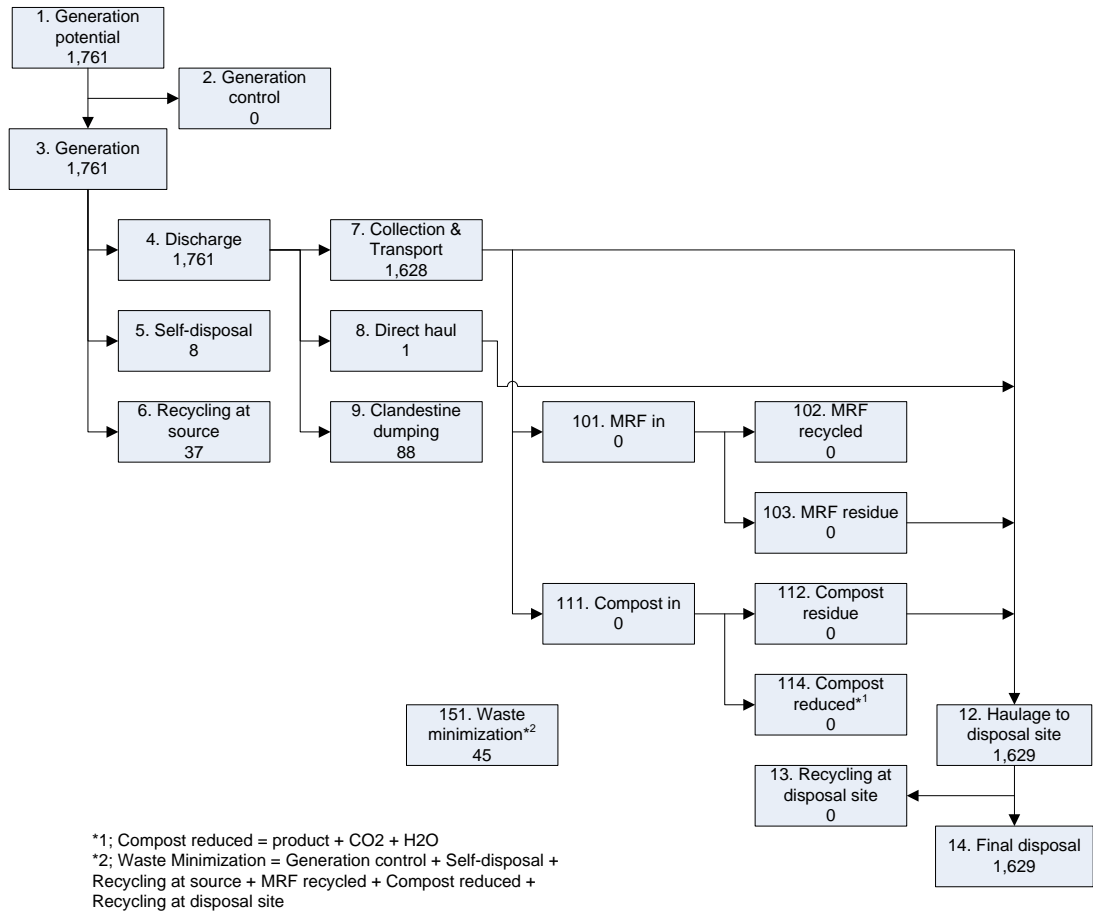 1. Generation
potential
1,761
2. Generation
control
0
3. Generation
1,761
4. Discharge
1,761
7. Collection &
Transport
1,628
5. Self-disposal
8
8. Direct haul
1
6. Recycling at
source
37
9. Clandestine
dumping
88
101. MRF in
0
102. MRF
recycled
0
103. MRF residue
0
111. Compost in
0
112. Compost
residue
0
114. Compost
reduced*1
0
151. Waste
minimization*2
45
12. Haulage to
disposal site
1,629
13. Recycling at
disposal site
0
14. Final disposal
1,629
*1; Compost reduced = product + CO2 + H2O
*2; Waste Minimization = Generation control + Self-disposal +
Recycling at source + MRF recycled + Compost reduced +
Recycling at disposal site